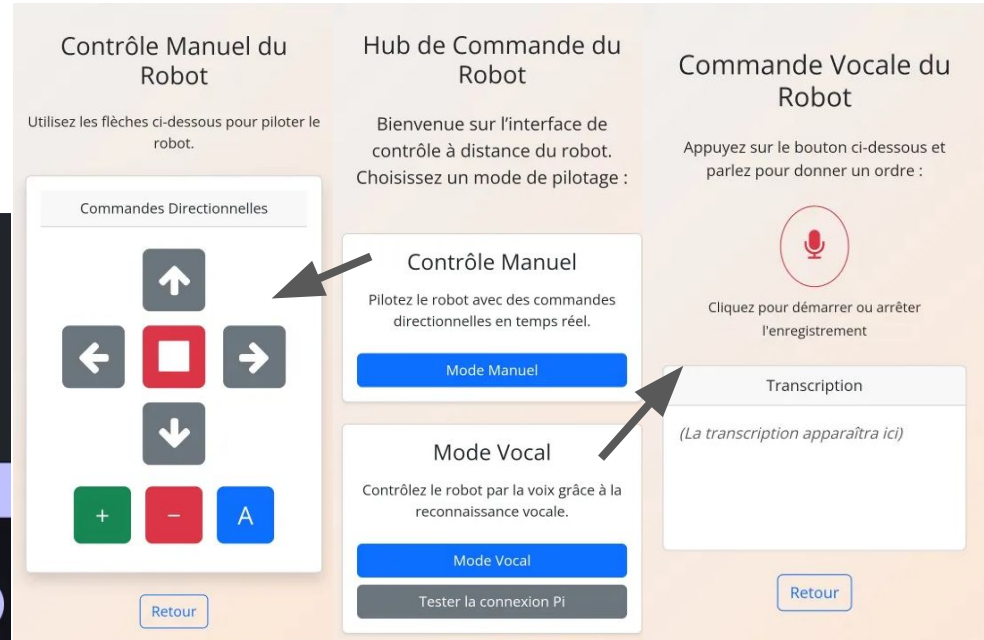 Contrôle Manuel du
Robot
Utilisez les flèches ci-dessous pour piloter le
robot.
Commandes Directionnelles
+
−
A
Retour
Hub de Commande du
Robot
Bienvenue sur l’interface de
contrôle à distance du robot.
Choisissez un mode de pilotage :
Contrôle Manuel
Pilotez le robot avec des commandes
directionnelles en temps réel.
Mode Manuel
Mode Vocal
Contrôlez le robot par la voix grâce à la
reconnaissance vocale.
Mode Vocal
Tester la connexion Pi
Commande Vocale du
Robot
Appuyez sur le bouton ci-dessous et
parlez pour donner un ordre :
Cliquez pour démarrer ou arrêter
l'enregistrement
Transcription
(La transcription apparaîtra ici)
Retour